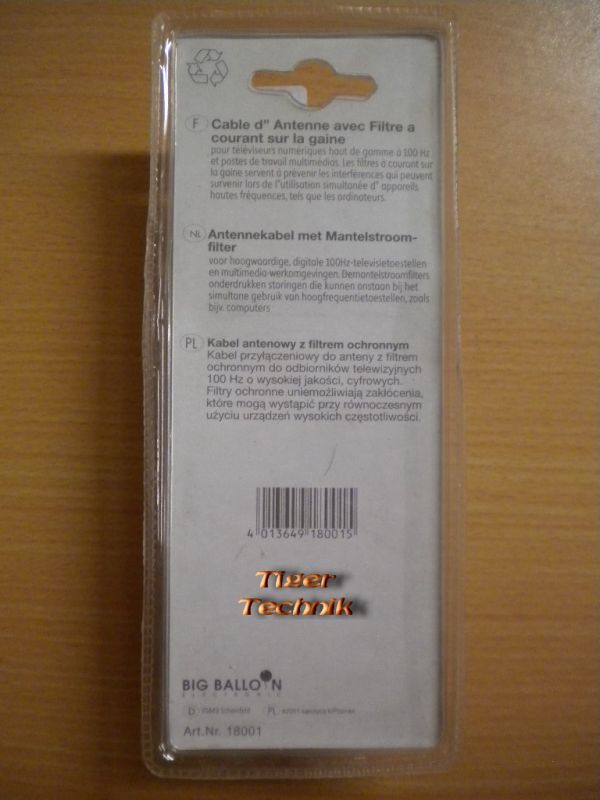 F Cable d" Antenne avec Filtre a
courant sur la gaine
pour téléviseurs numériques haut de gamme à 100 Hz
et postes de travail multimédias. Les filtres à courant sur
la gaine servent à prévenir les interférences qui peuvent
survenir lors de l"utilisation simultanée d" appareils
hautes fréquences, tels que les ordinateurs.
NL Antennekabel met Mantelstroom-
filter
voor hoogwaardige, digitale 100Hz-televisietoestellen
en multimedia-werkomgevingen. Demantelstroomfilters
onderdrukken storingen die kunnen onstaan bij het
simultane gebruik van hoogfrequentietoestellen, zoals
bijv. computers
PL Kabel antenowy z filtrem ochronnym
Kabel przyłączeniowy do anteny z filtrem
ochronnym do odbiorników telewizyjnych
100 Hz o wysokiej jakości, cyfrowych.
Filtry ochronne uniemożliwiają zakłócenia,
które mogą wystąpić przy równoczesnym
użyciu urządzeń wysokich częstotliwości.
4 013649 180015
Tiger
Technik
BIG BALLOON
ELECTRONIC
D Scheinfeld PL
Art.Nr. 18001